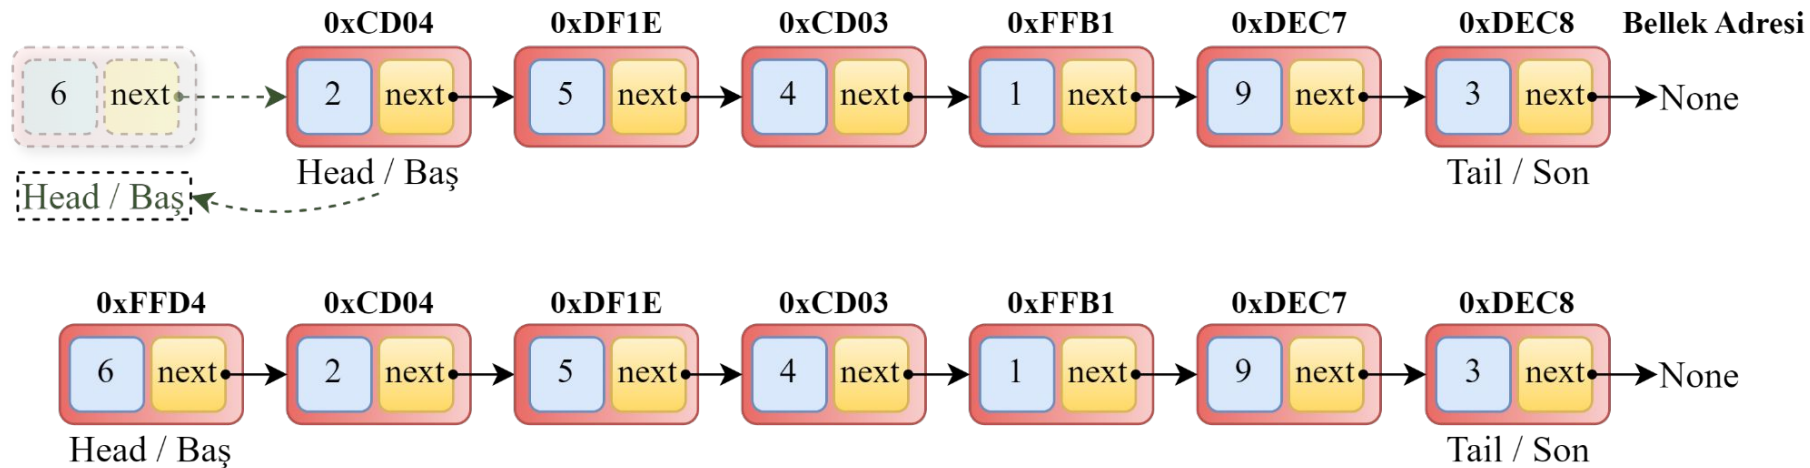 0xCD04 0xDF1E 0xCD03 0xFFB1 0xDEC7 0xDEC8 Bellek Adresi
6 next 2 next 5 next 4 next 1 next 9 next 3 next None
Head / Baş Tail / Son
Head / Baş
0xFFD4 0xCD04 0xDF1E 0xCD03 0xFFB1 0xDEC7 0xDEC8
6 next 2 next 5 next 4 next 1 next 9 next 3 next None
Head / Baş Tail / Son